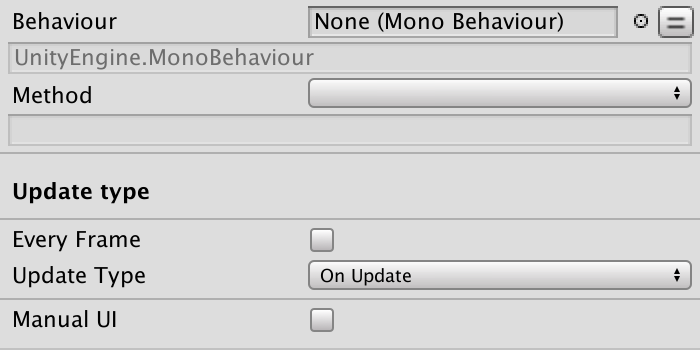 Behaviour None (Mono Behaviour)
UnityEngine.MonoBehaviour
Method
Update type
Every Frame
Update Type On Update
Manual UI